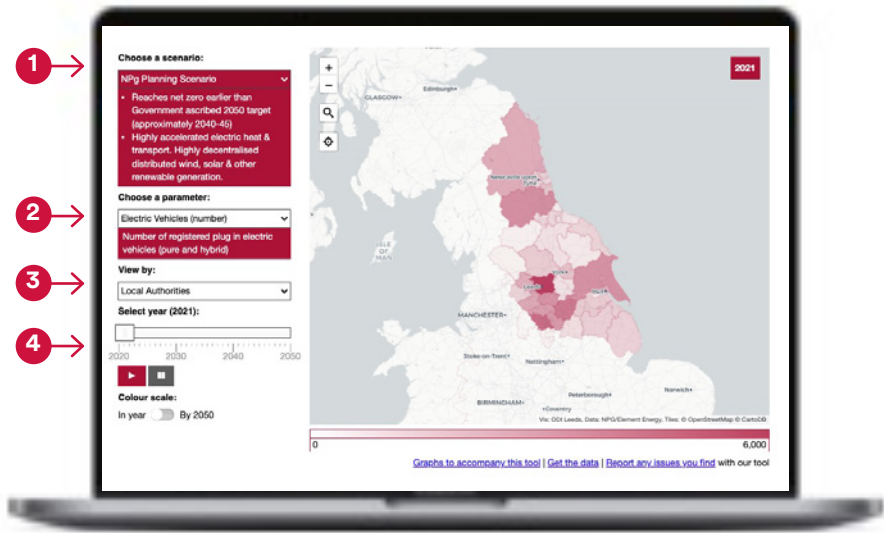 1
Choose a scenario:
NPg Planning Scenario
• Reaches net zero earlier than
Government ascribed 2050 target
(approximately 2040-45)
• Highly accelerated electric heat &
transport. Highly decentralised
distributed wind, solar & other
renewable generation.
2
Choose a parameter:
Electric Vehicles (number)
Number of registered plug in electric
vehicles (pure and hybrid)
3
View by:
Local Authorities
Select year (2021):
4
2020 2030 2040 2050
Colour scale:
In year By 2050
+
−
2021
Edinburgh
GLASGOW
Newcastle upon
Tyne
ISLE
OF
MAN
York
Leeds
HULL
MANCHESTER
Stoke-on-Trent
Nottingham
Norwich
Peterborough
BIRMINGHAM
Coventry
Vis: ODI Leeds, Data: NPG/Element Energy, Tiles: © OpenStreetMap © CartoDB
0 6,000
Graphs to accompany this tool | Get the data | Report any issues you find with our tool